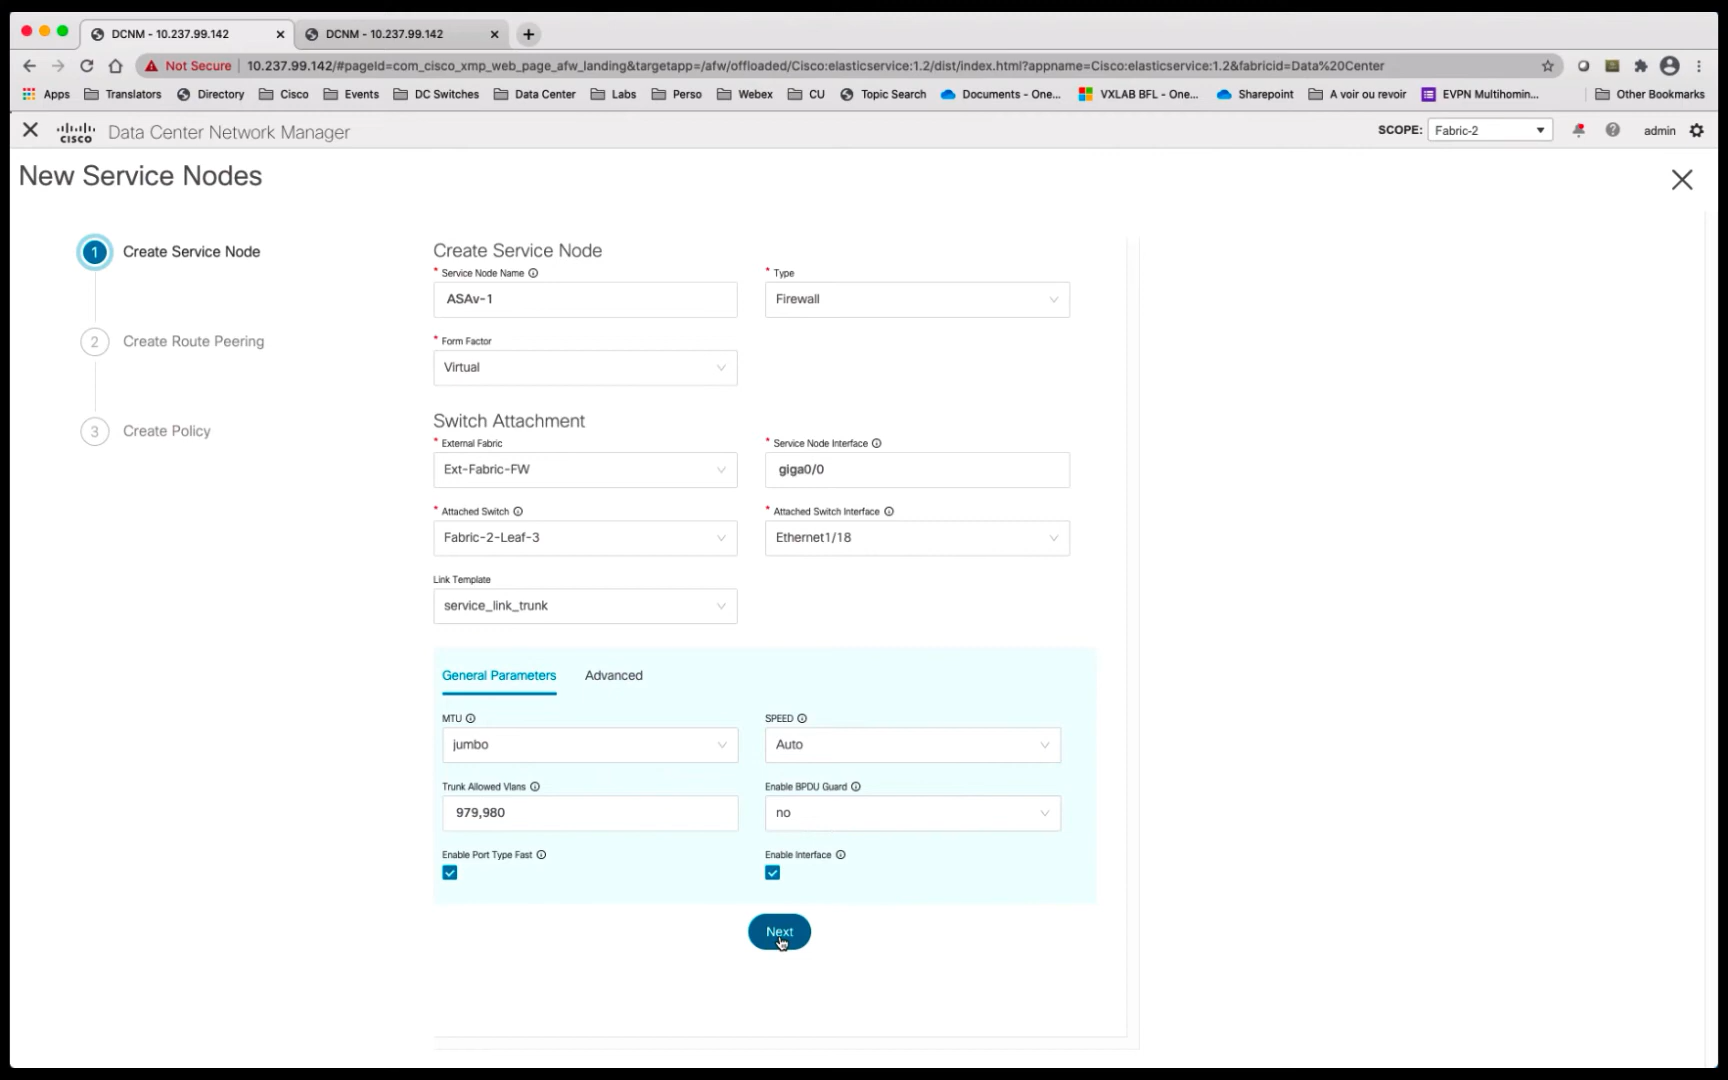 DCNM - 10.237.99.142
DCNM - 10.237.99.142
Not Secure
10.237.99.142/#pageId=com_cisco_xmp_web_page_afw_landing&targetapp=/afw/offloaded/Cisco:elasticservice:1.2/dist/index.html?appname=Cisco:elasticservice:1.2&fabricid=Data%20Center
Apps Translators Directory Cisco Events DC Switches Data Center Labs Perso Webex CU Topic Search Documents - One... VXLAB BFL - One... Sharepoint A voir ou revoir EVPN Multihomin... Other Bookmarks
cisco Data Center Network Manager
SCOPE: Fabric-2 admin
New Service Nodes
1 Create Service Node
2 Create Route Peering
3 Create Policy
Create Service Node
* Service Node Name * Type
ASAv-1 Firewall
* Form Factor
Virtual
Switch Attachment
* External Fabric * Service Node Interface
Ext-Fabric-FW giga0/0
* Attached Switch * Attached Switch Interface
Fabric-2-Leaf-3 Ethernet1/18
Link Template
service_link_trunk
General Parameters Advanced
MTU SPEED
jumbo Auto
Trunk Allowed Vlans Enable BPDU Guard
979,980 no
Enable Port Type Fast Enable Interface
Next